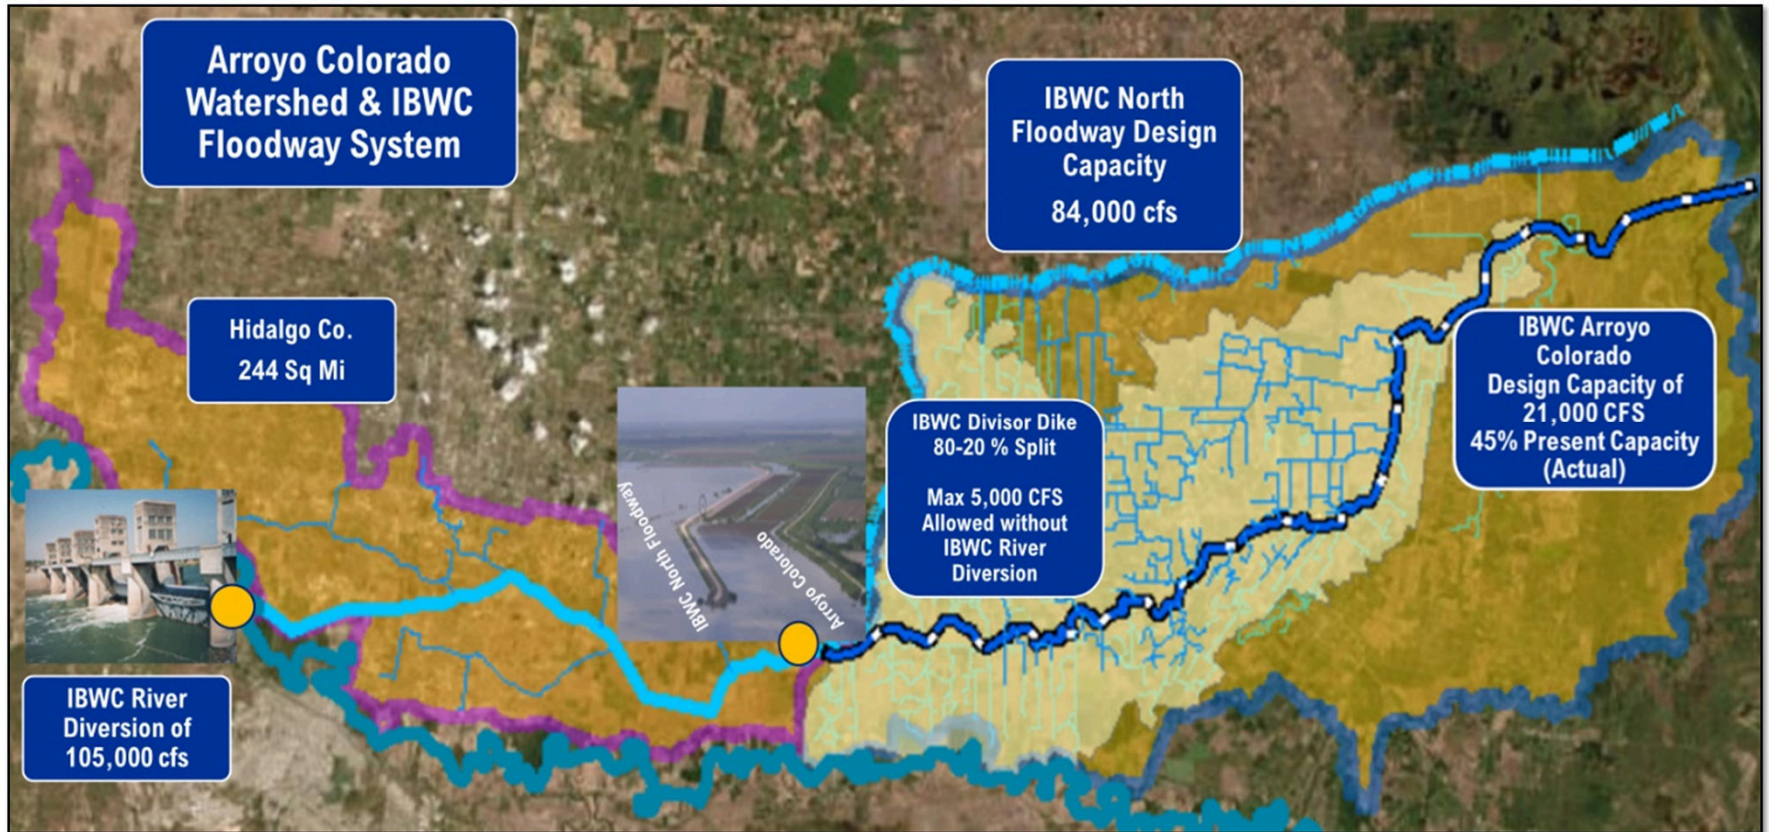 Arroyo Colorado
Watershed & IBWC
Floodway System
IBWC North
Floodway Design
Capacity
84,000 cfs
Hidalgo Co.
244 Sq Mi
IBWC Arroyo
Colorado
Design Capacity of
21,000 CFS
45% Present Capacity
(Actual)
IBWC Divisor Dike
80-20 % Split
Max 5,000 CFS
Allowed without
IBWC River
Diversion
IBWC North Floodway
Arroyo Colorado
IBWC River
Diversion of
105,000 cfs